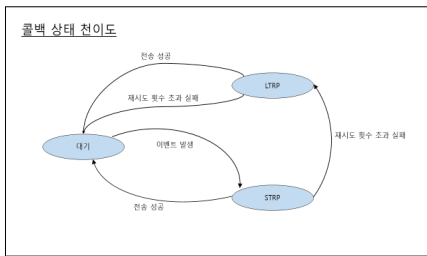 콜백 상태 천이도
전송 성공
LTRP
재시도 횟수 초과 실패
재시도 횟수 초과 실패
대기
이벤트 발생
STRP
전송 성공